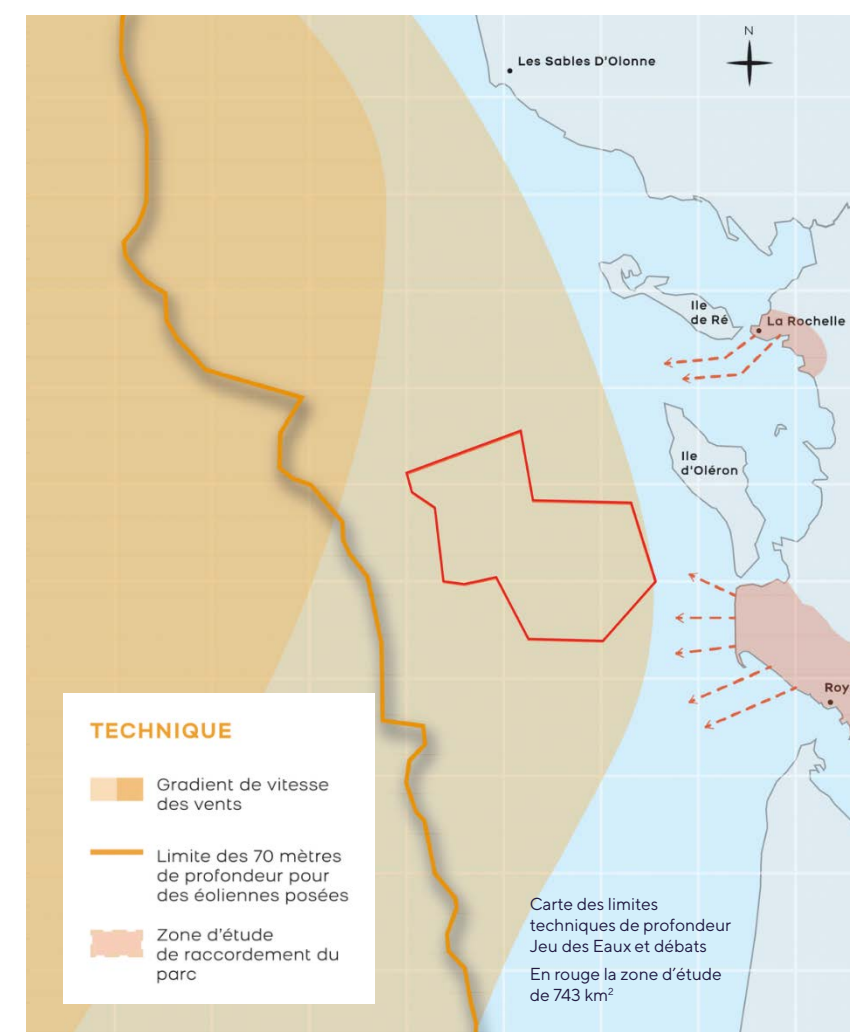 N
Les Sables D'Olonne
Ile
de Ré
La Rochelle
Ile
d'Oléron
Roy
TECHNIQUE
Gradient de vitesse
des vents
Limite des 70 mètres
de profondeur pour
des éoliennes posées
Zone d'étude
de raccordement du
parc
Carte des limites
techniques de profondeur
Jeu des Eaux et débats
En rouge la zone d'étude
de 743 km²